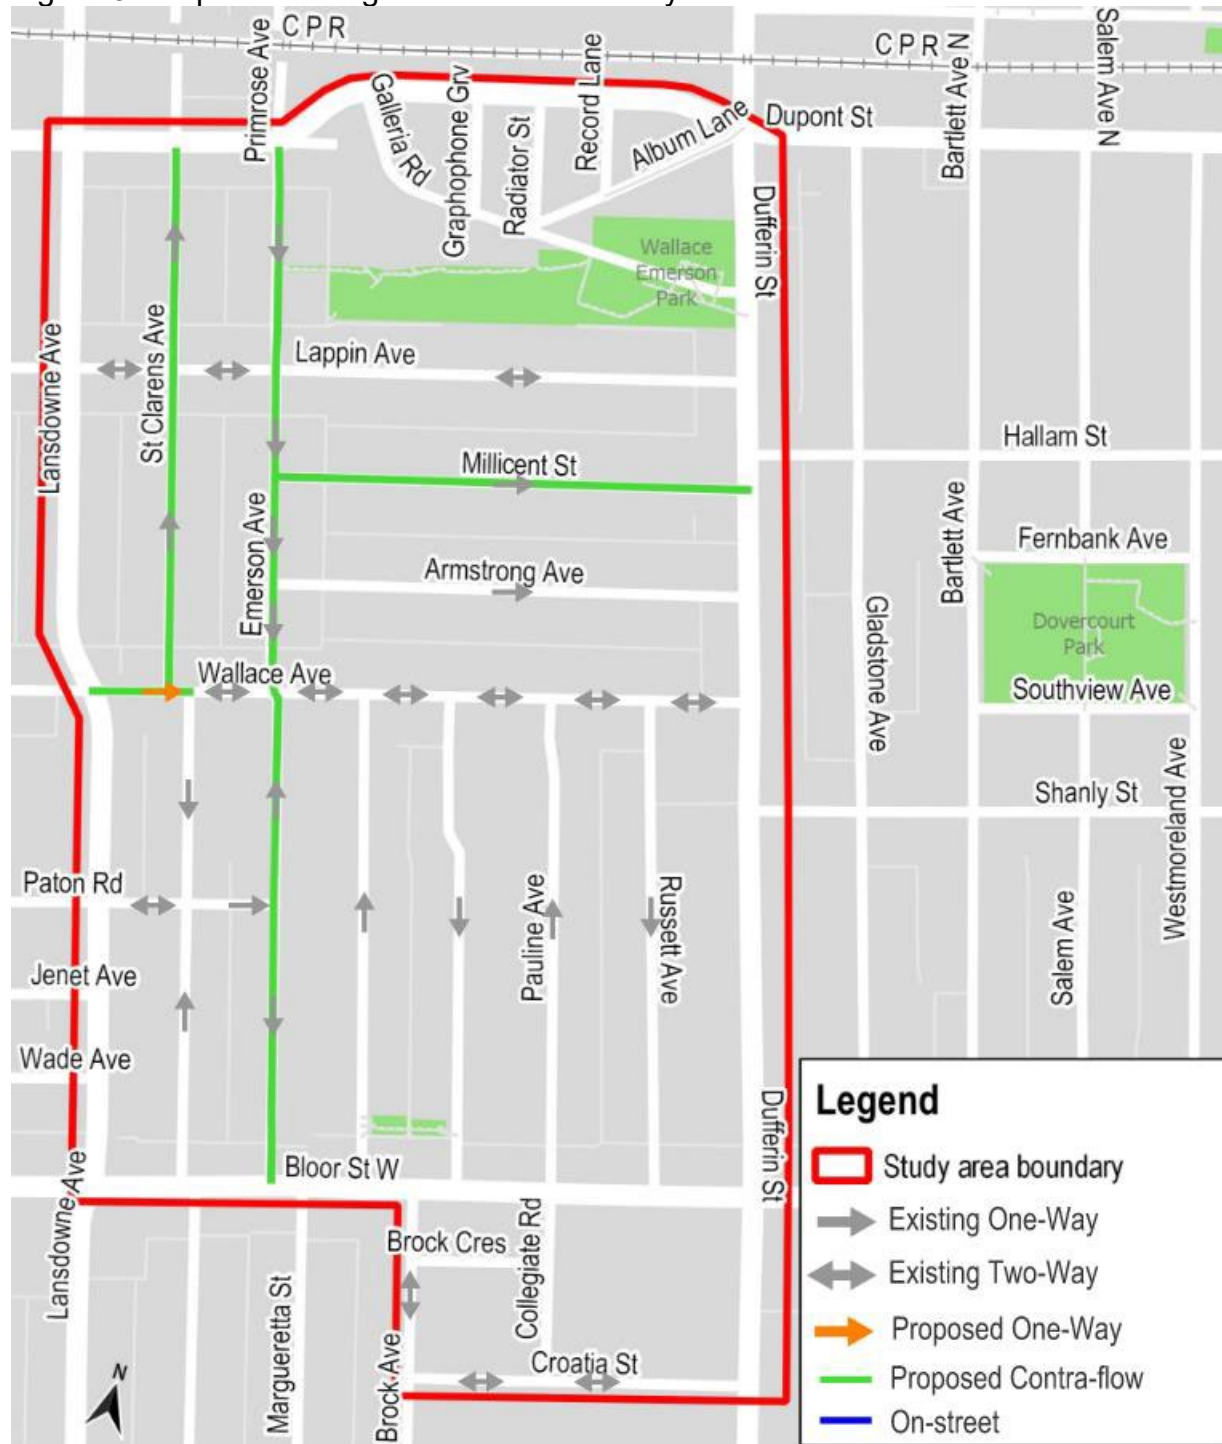 CPR
CPR
Primrose Ave
Bartlett Ave N
Salem Ave N
Galleria Rd
Graphophone Grv
Radiator St
Record Lane
Album Lane
Dupont St
Dufferin St
Wallace
Emerson
Park
Lansdowne Ave
St Clarens Ave
Lappin Ave
Hallam St
Millicent St
Emerson Ave
Bartlett Ave
Fernbank Ave
Armstrong Ave
Gladstone Ave
Dovercourt
Park
Wallace Ave
Southview Ave
Shanly St
Westmoreland Ave
Paton Rd
Pauline Ave
Russett Ave
Salem Ave
Jenet Ave
Wade Ave
Dufferin St
Bloor St W
Lansdowne Ave
Brock Cres
Collegiate Rd
Margueretta St
Brock Ave
Croatia St
N
Legend
Study area boundary
Existing One-Way
Existing Two-Way
Proposed One-Way
Proposed Contra-flow
On-street